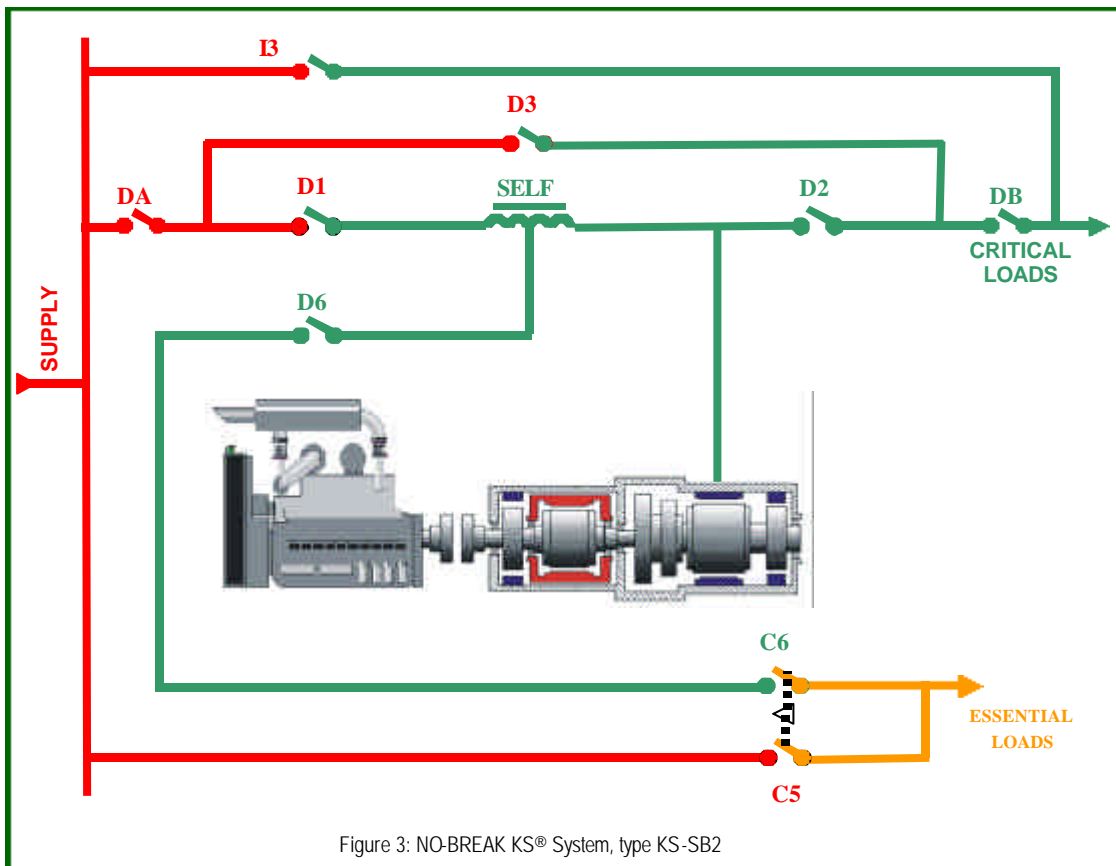 I3
D3
DA
D1
SELF
D2
DB
CRITICAL
LOADS
D6
SUPPLY
C6
ESSENTIAL
LOADS
C5
Figure 3: NO-BREAK KS® System, type KS-SB2